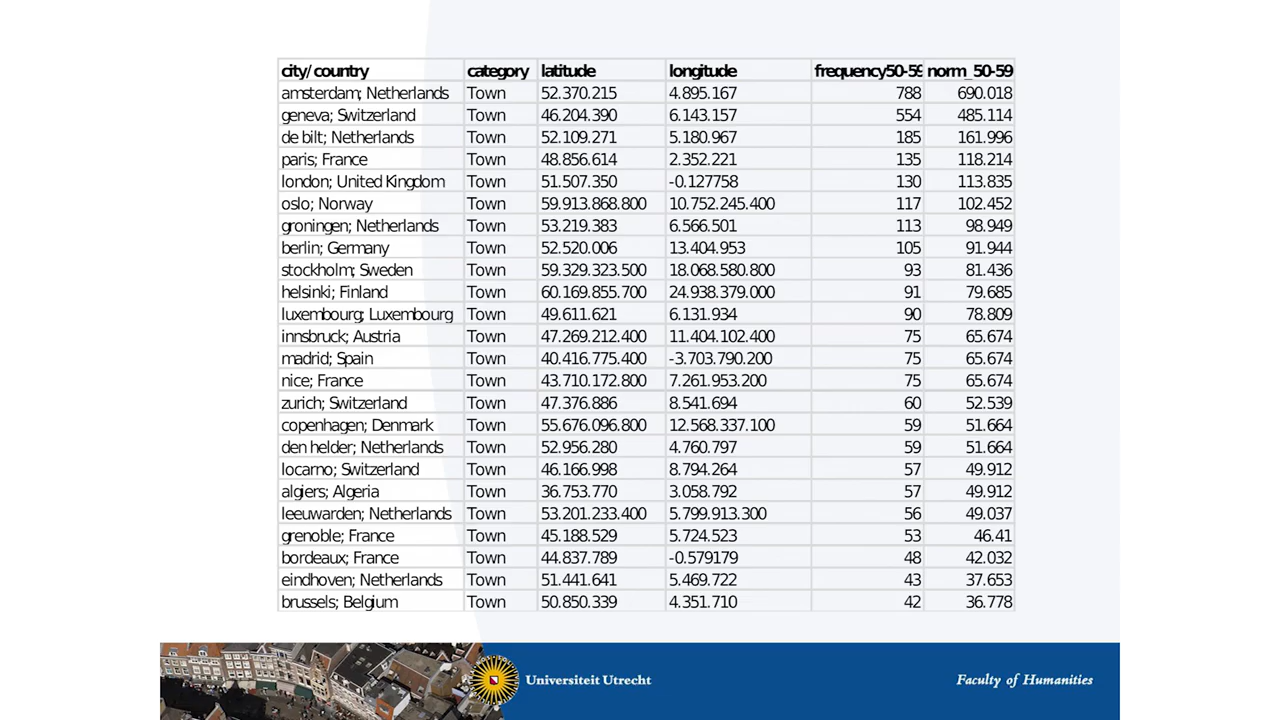 city/country category latitude longitude frequency50-59 norm_50-59
amsterdam; Netherlands Town 52.370.215 4.895.167 788 690.018
geneva; Switzerland Town 46.204.390 6.143.157 554 485.114
de bilt; Netherlands Town 52.109.271 5.180.967 185 161.996
paris; France Town 48.856.614 2.352.221 135 118.214
london; United Kingdom Town 51.507.350 -0.127758 130 113.835
oslo; Norway Town 59.913.868.800 10.752.245.400 117 102.452
groningen; Netherlands Town 53.219.383 6.566.501 113 98.949
berlin; Germany Town 52.520.006 13.404.953 105 91.944
stockholm; Sweden Town 59.329.323.500 18.068.580.800 93 81.436
helsinki; Finland Town 60.169.855.700 24.938.379.000 91 79.685
luxembourg; Luxembourg Town 49.611.621 6.131.934 90 78.809
innsbruck; Austria Town 47.269.212.400 11.404.102.400 75 65.674
madrid; Spain Town 40.416.775.400 -3.703.790.200 75 65.674
nice; France Town 43.710.172.800 7.261.953.200 75 65.674
zurich; Switzerland Town 47.376.886 8.541.694 60 52.539
copenhagen; Denmark Town 55.676.096.800 12.568.337.100 59 51.664
den helder; Netherlands Town 52.956.280 4.760.797 59 51.664
locarno; Switzerland Town 46.166.998 8.794.264 57 49.912
algiers; Algeria Town 36.753.770 3.058.792 57 49.912
leeuwarden; Netherlands Town 53.201.233.400 5.799.913.300 56 49.037
grenoble; France Town 45.188.529 5.724.523 53 46.41
bordeaux; France Town 44.837.789 -0.579179 48 42.032
eindhoven; Netherlands Town 51.441.641 5.469.722 43 37.653
brussels; Belgium Town 50.850.339 4.351.710 42 36.778
Universiteit Utrecht
Faculty of Humanities